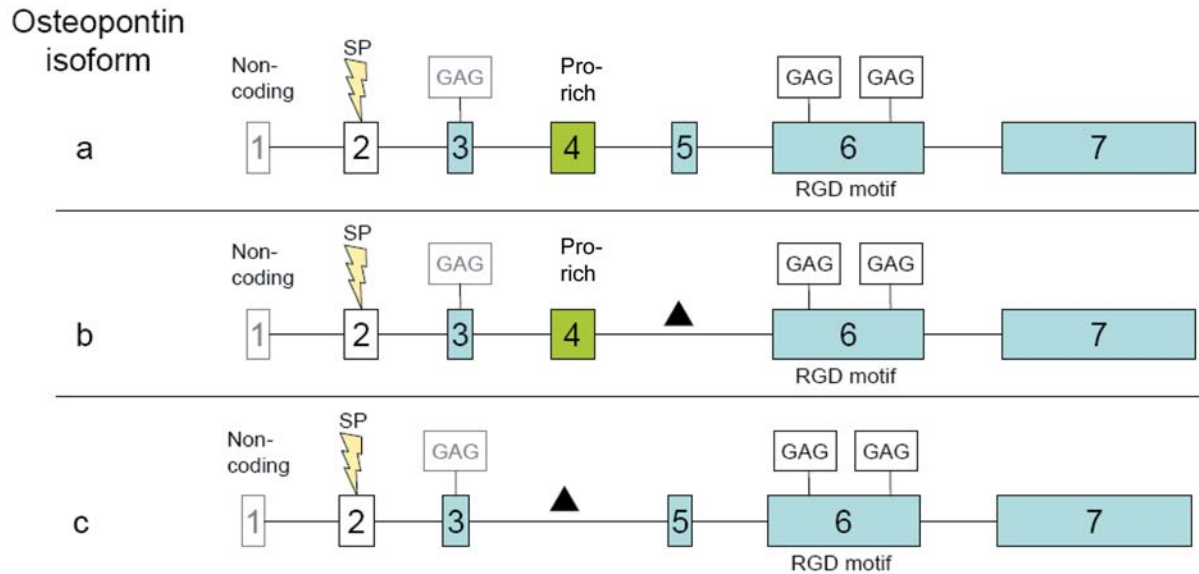 Osteopontin
isoform
Non-
coding
SP
GAG
Pro-
rich
GAG GAG
a
1 2 3 4 5 6 7
RGD motif
Non-
coding
SP
GAG
Pro-
rich
GAG GAG
b
1 2 3 4 6 7
RGD motif
Non-
coding
SP
GAG
GAG GAG
c
1 2 3 5 6 7
RGD motif